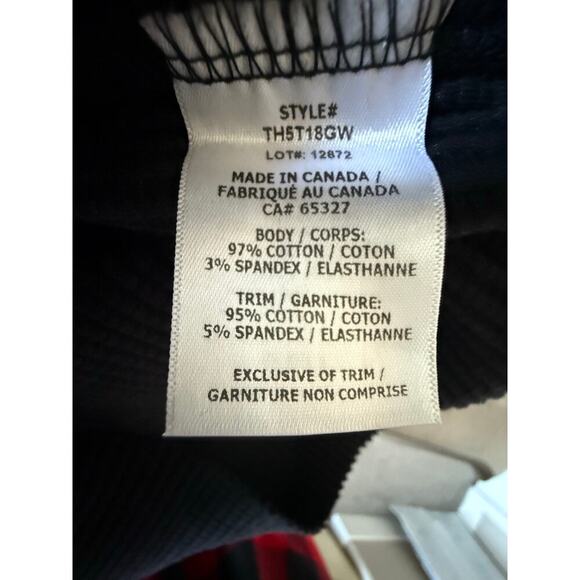 STYLE#
TH5T18GW
LOT#: 12872
MADE IN CANADA /
FABRIQUÉ AU CANADA
CA# 65327
BODY / CORPS:
97% COTTON / COTON
3% SPANDEX / ELASTHANNE
TRIM / GARNITURE:
95% COTTON / COTON
5% SPANDEX / ELASTHANNE
EXCLUSIVE OF TRIM /
GARNITURE NON COMPRISE